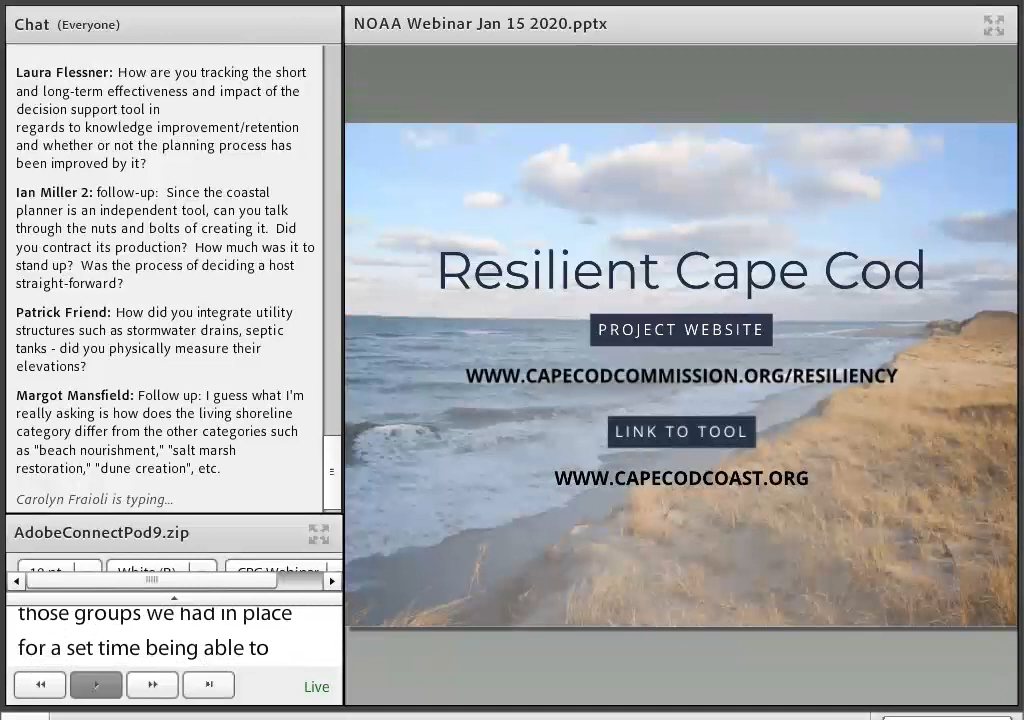 Chat (Everyone)
Laura Flessner: How are you tracking the short
and long-term effectiveness and impact of the
decision support tool in
regards to knowledge improvement/retention
and whether or not the planning process has
been improved by it?
Ian Miller 2: follow-up: Since the coastal
planner is an independent tool, can you talk
through the nuts and bolts of creating it. Did
you contract its production? How much was it to
stand up? Was the process of deciding a host
straight-forward?
Patrick Friend: How did you integrate utility
structures such as stormwater drains, septic
tanks - did you physically measure their
elevations?
Margot Mansfield: Follow up: I guess what I'm
really asking is how does the living shoreline
category differ from the other categories such
as "beach nourishment," "salt marsh
restoration," "dune creation", etc.
Carolyn Fraioli is typing...
AdobeConnectPod9.zip
those groups we had in place
for a set time being able to
Live
NOAA Webinar Jan 15 2020.pptx
Resilient Cape Cod
PROJECT WEBSITE
WWW.CAPECODCOMMISSION.ORG/RESILIENCY
LINK TO TOOL
WWW.CAPECODCOAST.ORG